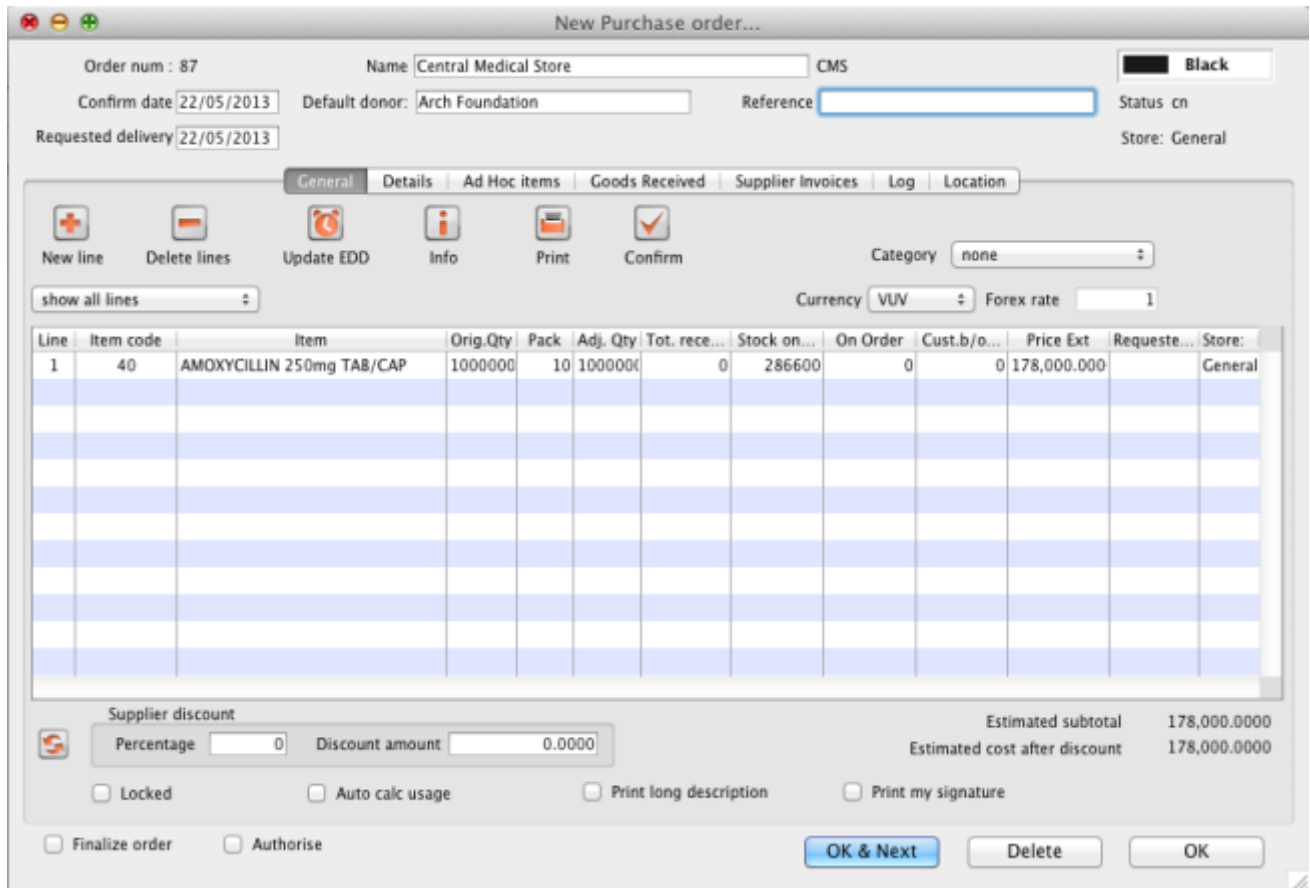 New Purchase order...
Order num : 87 Name Central Medical Store CMS Black
Confirm date 22/05/2013 Default donor: Arch Foundation Reference Status cn
Requested delivery 22/05/2013 Store: General
General Details Ad Hoc items Goods Received Supplier Invoices Log Location
New line Delete lines Update EDD Info Print Confirm Category none
show all lines Currency VUV Forex rate 1
Line Item code Item Orig.Qty Pack Adj. Qty Tot. rece... Stock on... On Order Cust.b/o... Price Ext Requeste... Store:
1 40 AMOXYCILLIN 250mg TAB/CAP 1000000 10 0 286600 0 0 178,000.000 General
Supplier discount
Percentage 0 Discount amount 0.0000
Estimated subtotal 178,000.0000
Estimated cost after discount 178,000.0000
Locked Auto calc usage Print long description Print my signature
Finalize order Authorise OK & Next Delete OK